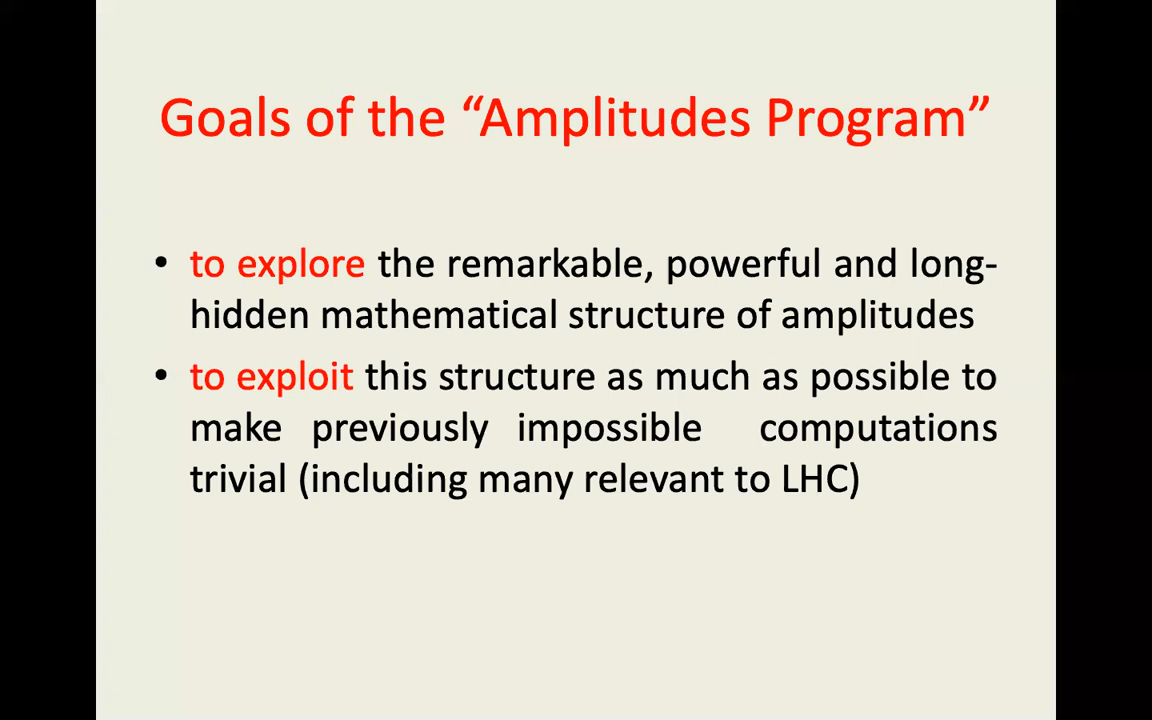 Goals of the “Amplitudes Program”
• to explore the remarkable, powerful and long-
hidden mathematical structure of amplitudes
• to exploit this structure as much as possible to
make previously impossible computations
trivial (including many relevant to LHC)